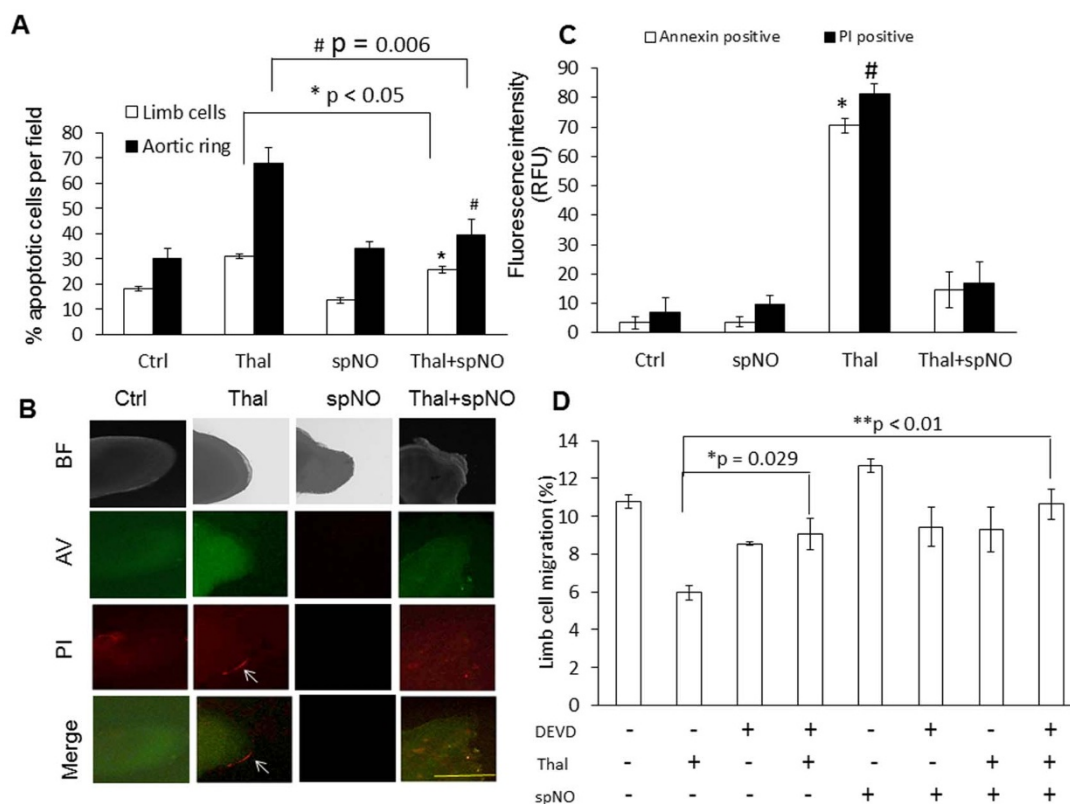 A
# p = 0.006
* p < 0.05
Limb cells
Aortic ring
% apoptotic cells per field
80
70
60
50
40
30
20
10
0
*
#
Ctrl Thal spNO Thal+spNO
B
Ctrl Thal spNO Thal+spNO
BF
AV
PI
Merge
C
Annexin positive PI positive
Fluorescence intensity
(RFU)
90
80
70
60
50
40
30
20
10
0
*
#
Ctrl spNO Thal Thal+spNO
D
**p < 0.01
*p = 0.029
Limb cell migration (%)
14
12
10
8
6
4
2
0
DEVD - - + + - + - +
Thal - + - + - - + +
spNO - - - - + + + +